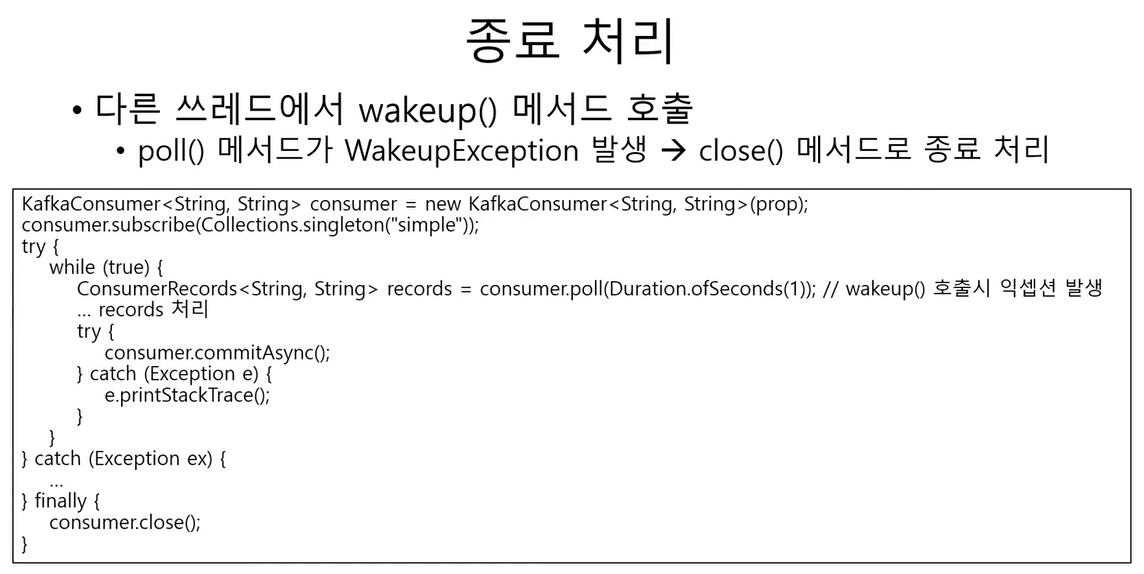 종료 처리
• 다른 쓰레드에서 wakeup() 메서드 호출
• poll() 메서드가 WakeupException 발생 → close() 메서드로 종료 처리
KafkaConsumer<String, String> consumer = new KafkaConsumer<String, String>(prop);
consumer.subscribe(Collections.singleton("simple"));
try {
    while (true) {
        ConsumerRecords<String, String> records = consumer.poll(Duration.ofSeconds(1)); // wakeup() 호출시 익셉션 발생
        ... records 처리
        try {
            consumer.commitAsync();
        } catch (Exception e) {
            e.printStackTrace();
        }
    }
} catch (Exception ex) {
    ...
} finally {
    consumer.close();
}